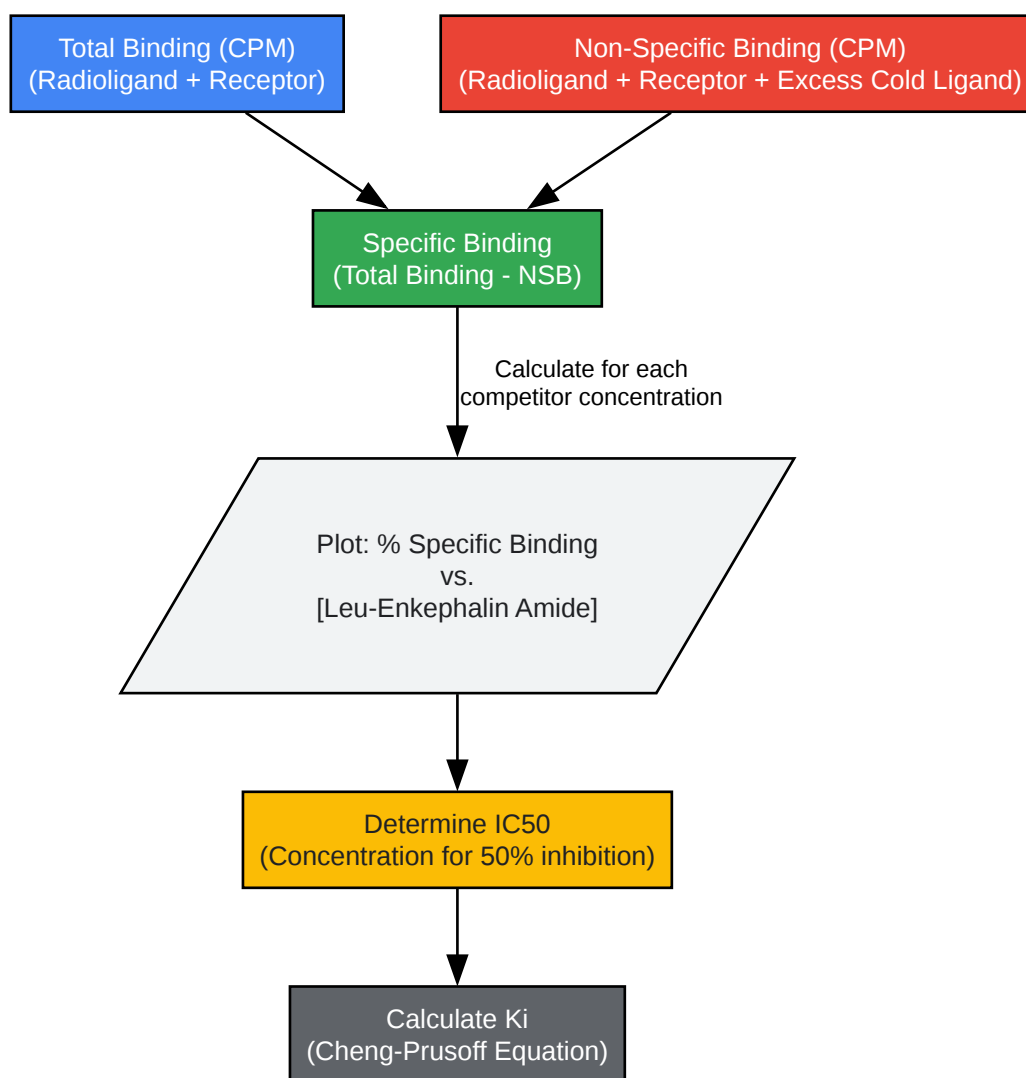 Total Binding (CPM)
(Radioligand + Receptor)
Non-Specific Binding (CPM)
(Radioligand + Receptor + Excess Cold Ligand)
Specific Binding
(Total Binding - NSB)
Calculate for each
competitor concentration
Plot: % Specific Binding
vs.
[Leu-Enkephalin Amide]
Determine IC50
(Concentration for 50% inhibition)
Calculate Ki
(Cheng-Prusoff Equation)